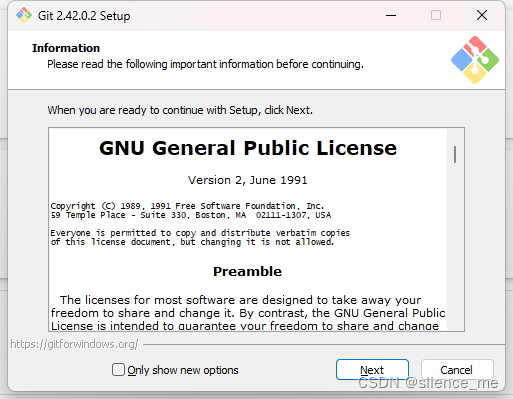 Git 2.42.0.2 Setup
Information
Please read the following important information before continuing.
When you are ready to continue with Setup, click Next.
GNU General Public License
Version 2, June 1991
Copyright (C) 1989, 1991 Free Software Foundation, Inc.
59 Temple Place - Suite 330, Boston, MA  02111-1307, USA
Everyone is permitted to copy and distribute verbatim copies
of this license document, but changing it is not allowed.
Preamble
The licenses for most software are designed to take away your
freedom to share and change it. By contrast, the GNU General Public
License is intended to guarantee your freedom to share and change
https://gitforwindows.org/
Only show new options
Next
Cancel
CSDN @silence_me